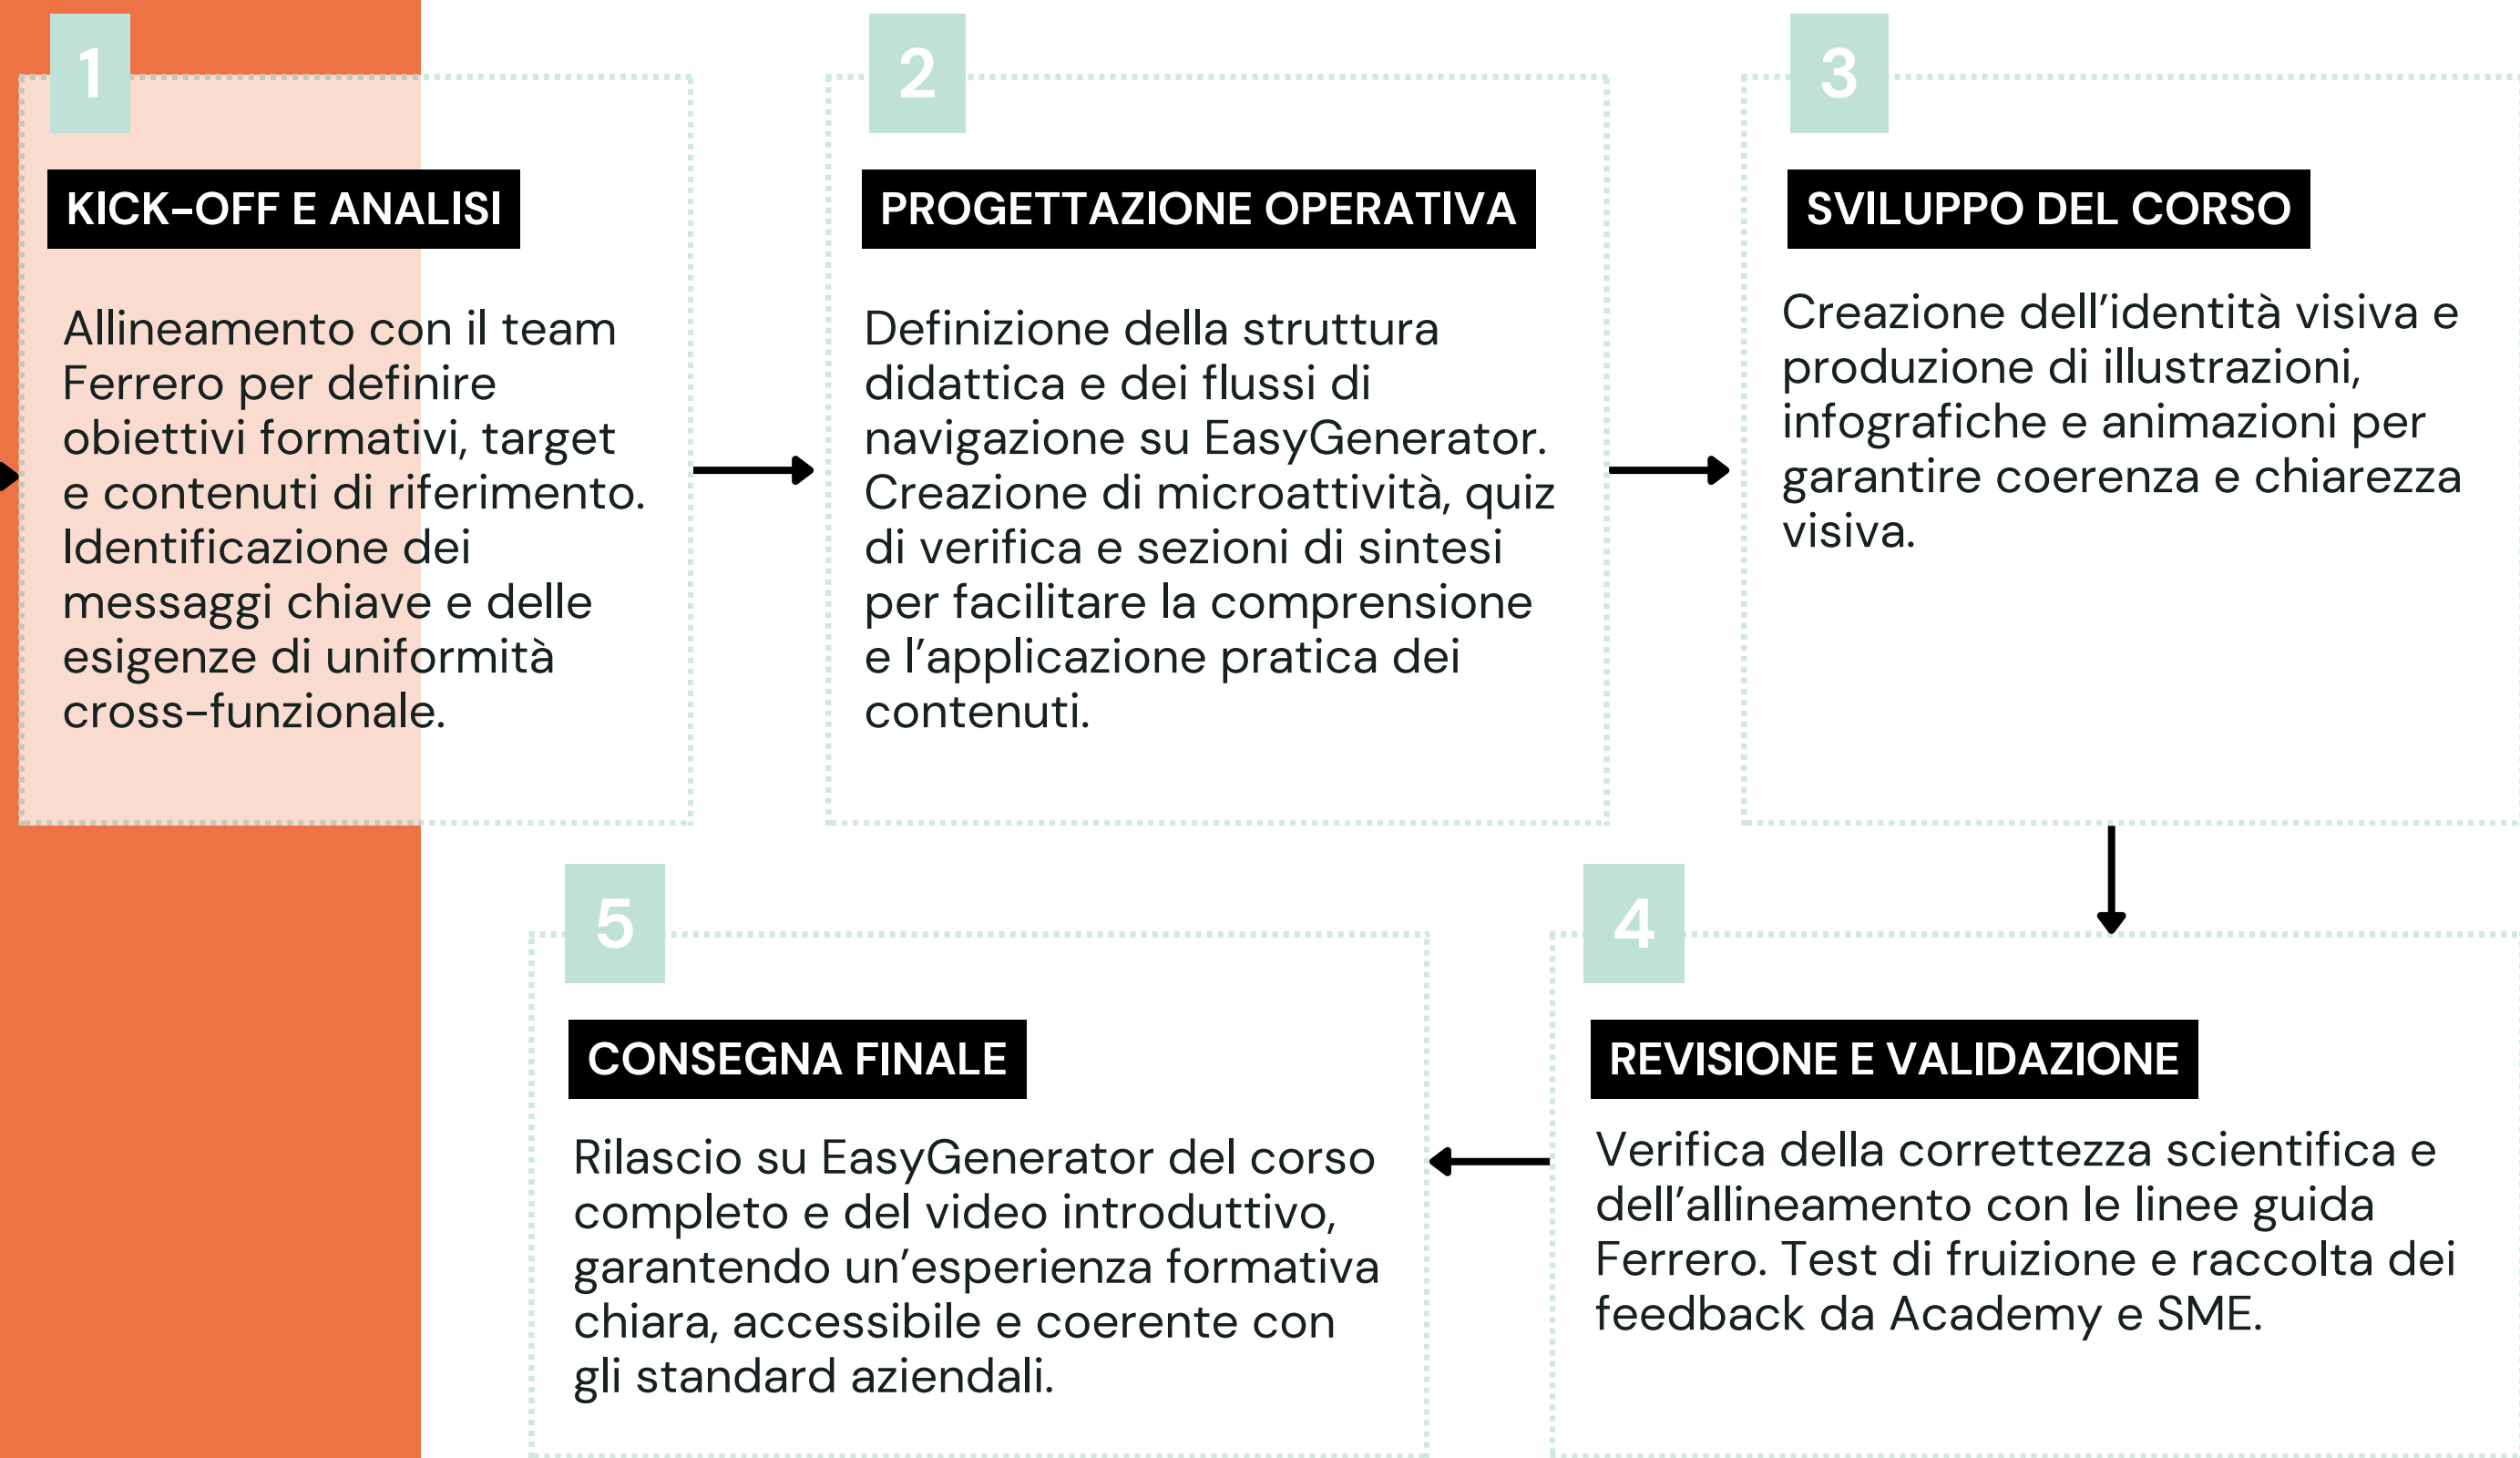 1
KICK-OFF E ANALISI
Allineamento con il team
Ferrero per definire
obiettivi formativi, target
e contenuti di riferimento.
Identificazione dei
messaggi chiave e delle
esigenze di uniformità
cross-funzionale.
2
PROGETTAZIONE OPERATIVA
Definizione della struttura
didattica e dei flussi di
navigazione su EasyGenerator.
Creazione di microattività, quiz
di verifica e sezioni di sintesi
per facilitare la comprensione
e l’applicazione pratica dei
contenuti.
3
SVILUPPO DEL CORSO
Creazione dell’identità visiva e
produzione di illustrazioni,
infografiche e animazioni per
garantire coerenza e chiarezza
visiva.
4
REVISIONE E VALIDAZIONE
Verifica della correttezza scientifica e
dell’allineamento con le linee guida
Ferrero. Test di fruizione e raccolta dei
feedback da Academy e SME.
5
CONSEGNA FINALE
Rilascio su EasyGenerator del corso
completo e del video introduttivo,
garantendo un’esperienza formativa
chiara, accessibile e coerente con
gli standard aziendali.